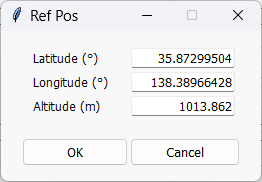 Ref Pos
Latitude (°) 35.87299504
Longitude (°) 138.38966428
Altitude (m) 1013.862
OK Cancel